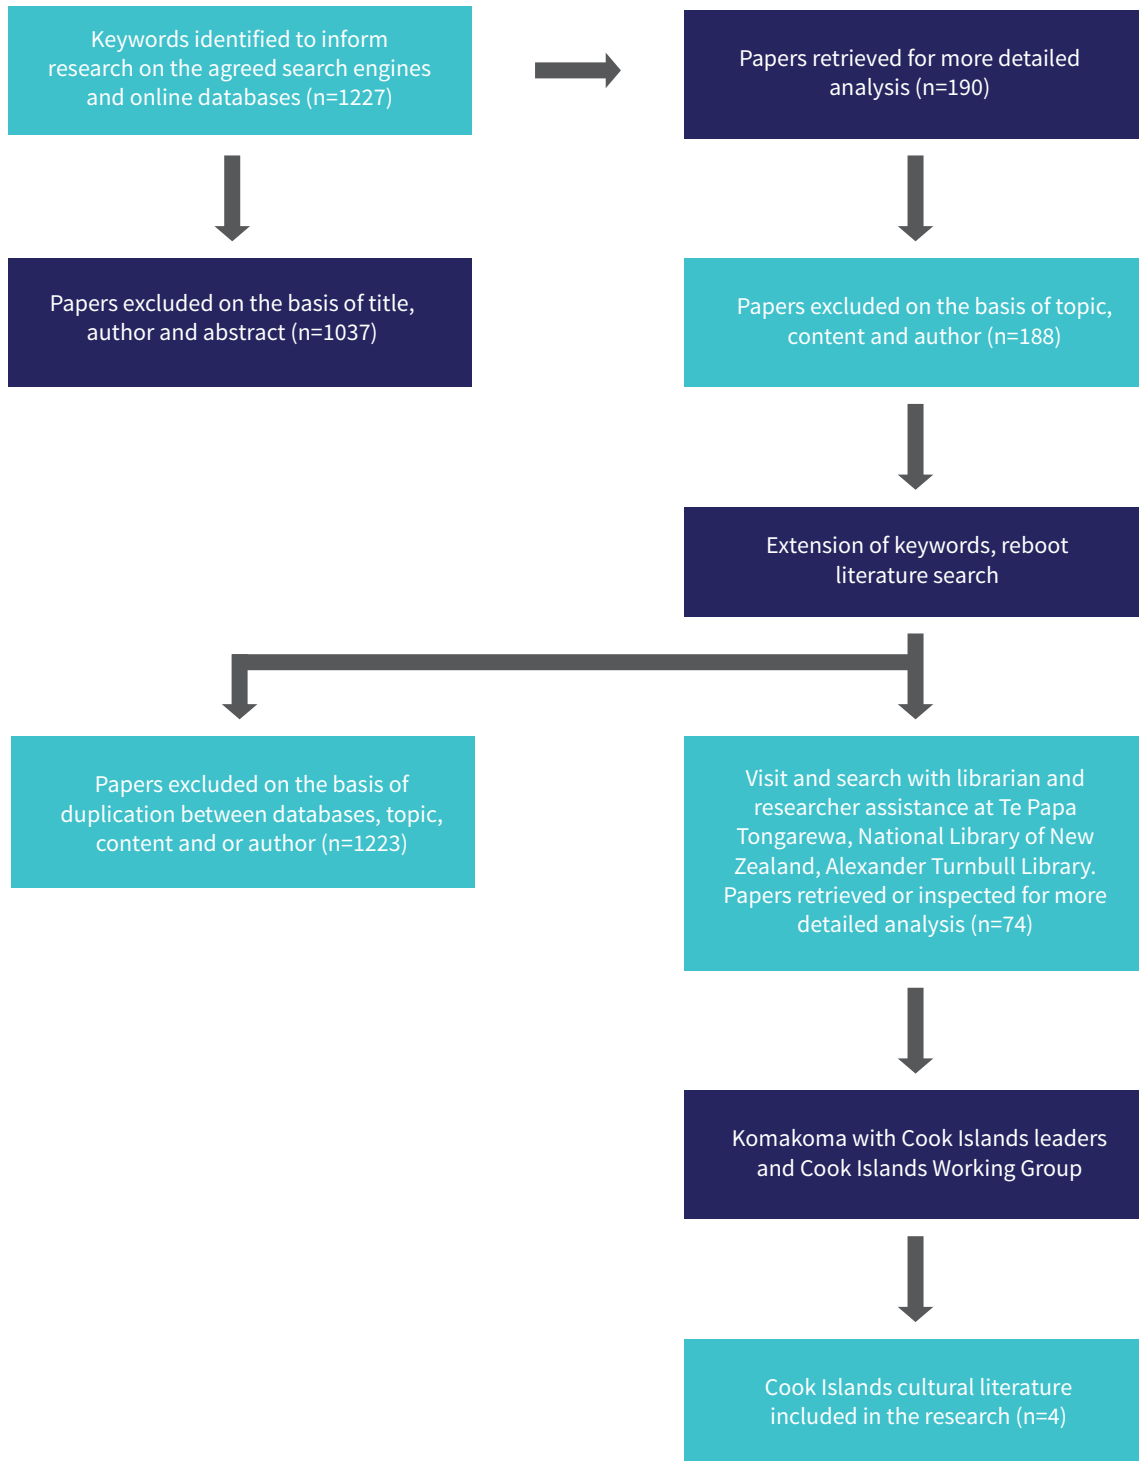 Keywords identified to inform
research on the agreed search engines
and online databases (n=1227)
Papers retrieved for more detailed
analysis (n=190)
Papers excluded on the basis of title,
author and abstract (n=1037)
Papers excluded on the basis of topic,
content and author (n=188)
Extension of keywords, reboot
literature search
Papers excluded on the basis of
duplication between databases, topic,
content and or author (n=1223)
Visit and search with librarian and
researcher assistance at Te Papa
Tongarewa, National Library of New
Zealand, Alexander Turnbull Library.
Papers retrieved or inspected for more
detailed analysis (n=74)
Komakoma with Cook Islands leaders
and Cook Islands Working Group
Cook Islands cultural literature
included in the research (n=4)